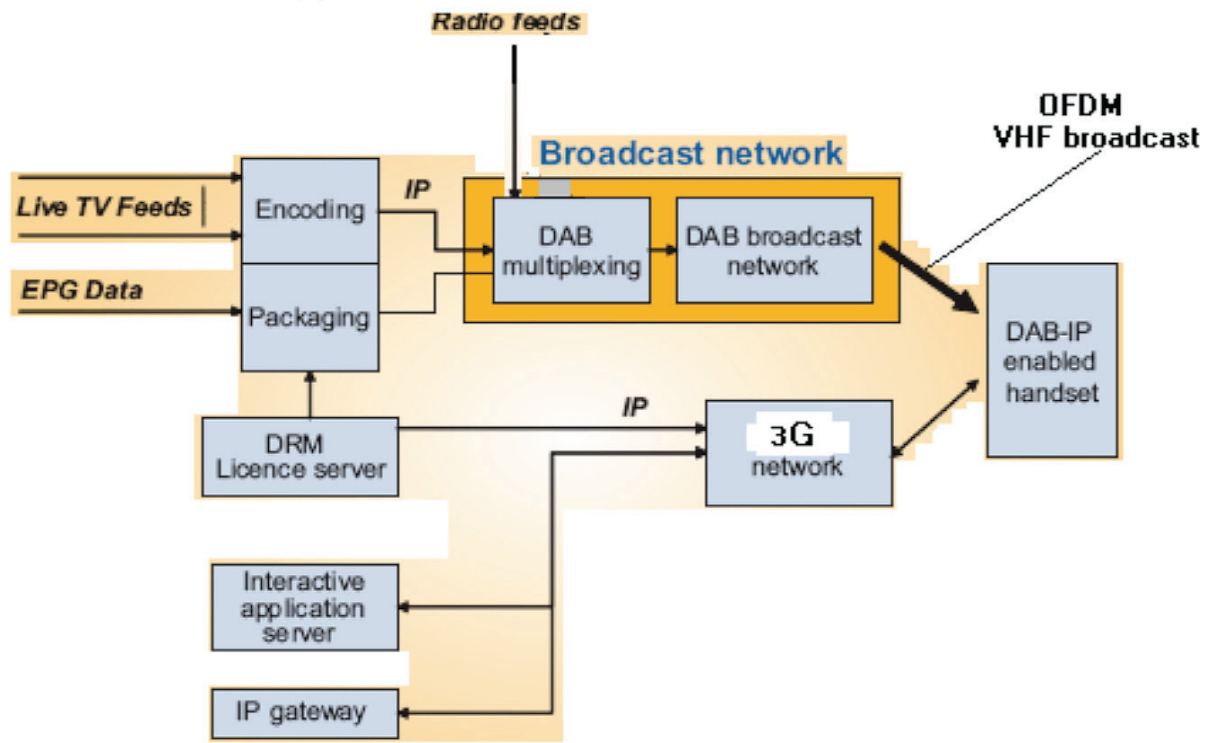 Radio feeds
OFDM
VHF broadcast
Broadcast network
Live TV Feeds
Encoding
IP
DAB
multiplexing
DAB broadcast
network
EPG Data
Packaging
DAB-IP
enabled
handset
IP
DRM
Licence server
3G
network
Interactive
application
server
IP gateway